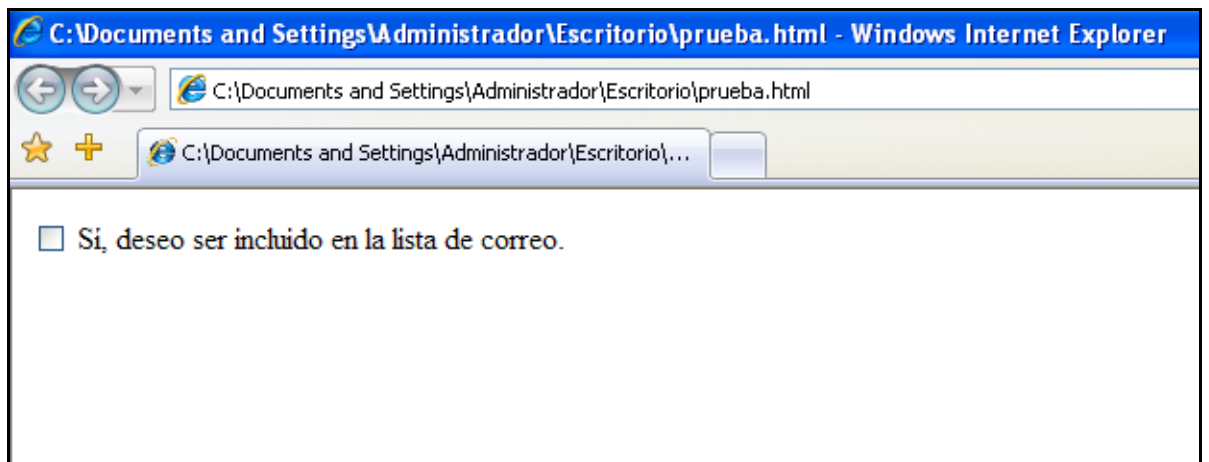 C:\Documents and Settings\Administrador\Escritorio\prueba.html - Windows Internet Explorer
C:\Documents and Settings\Administrador\Escritorio\prueba.html
C:\Documents and Settings\Administrador\Escritorio\...
Sí, deseo ser incluido en la lista de correo.